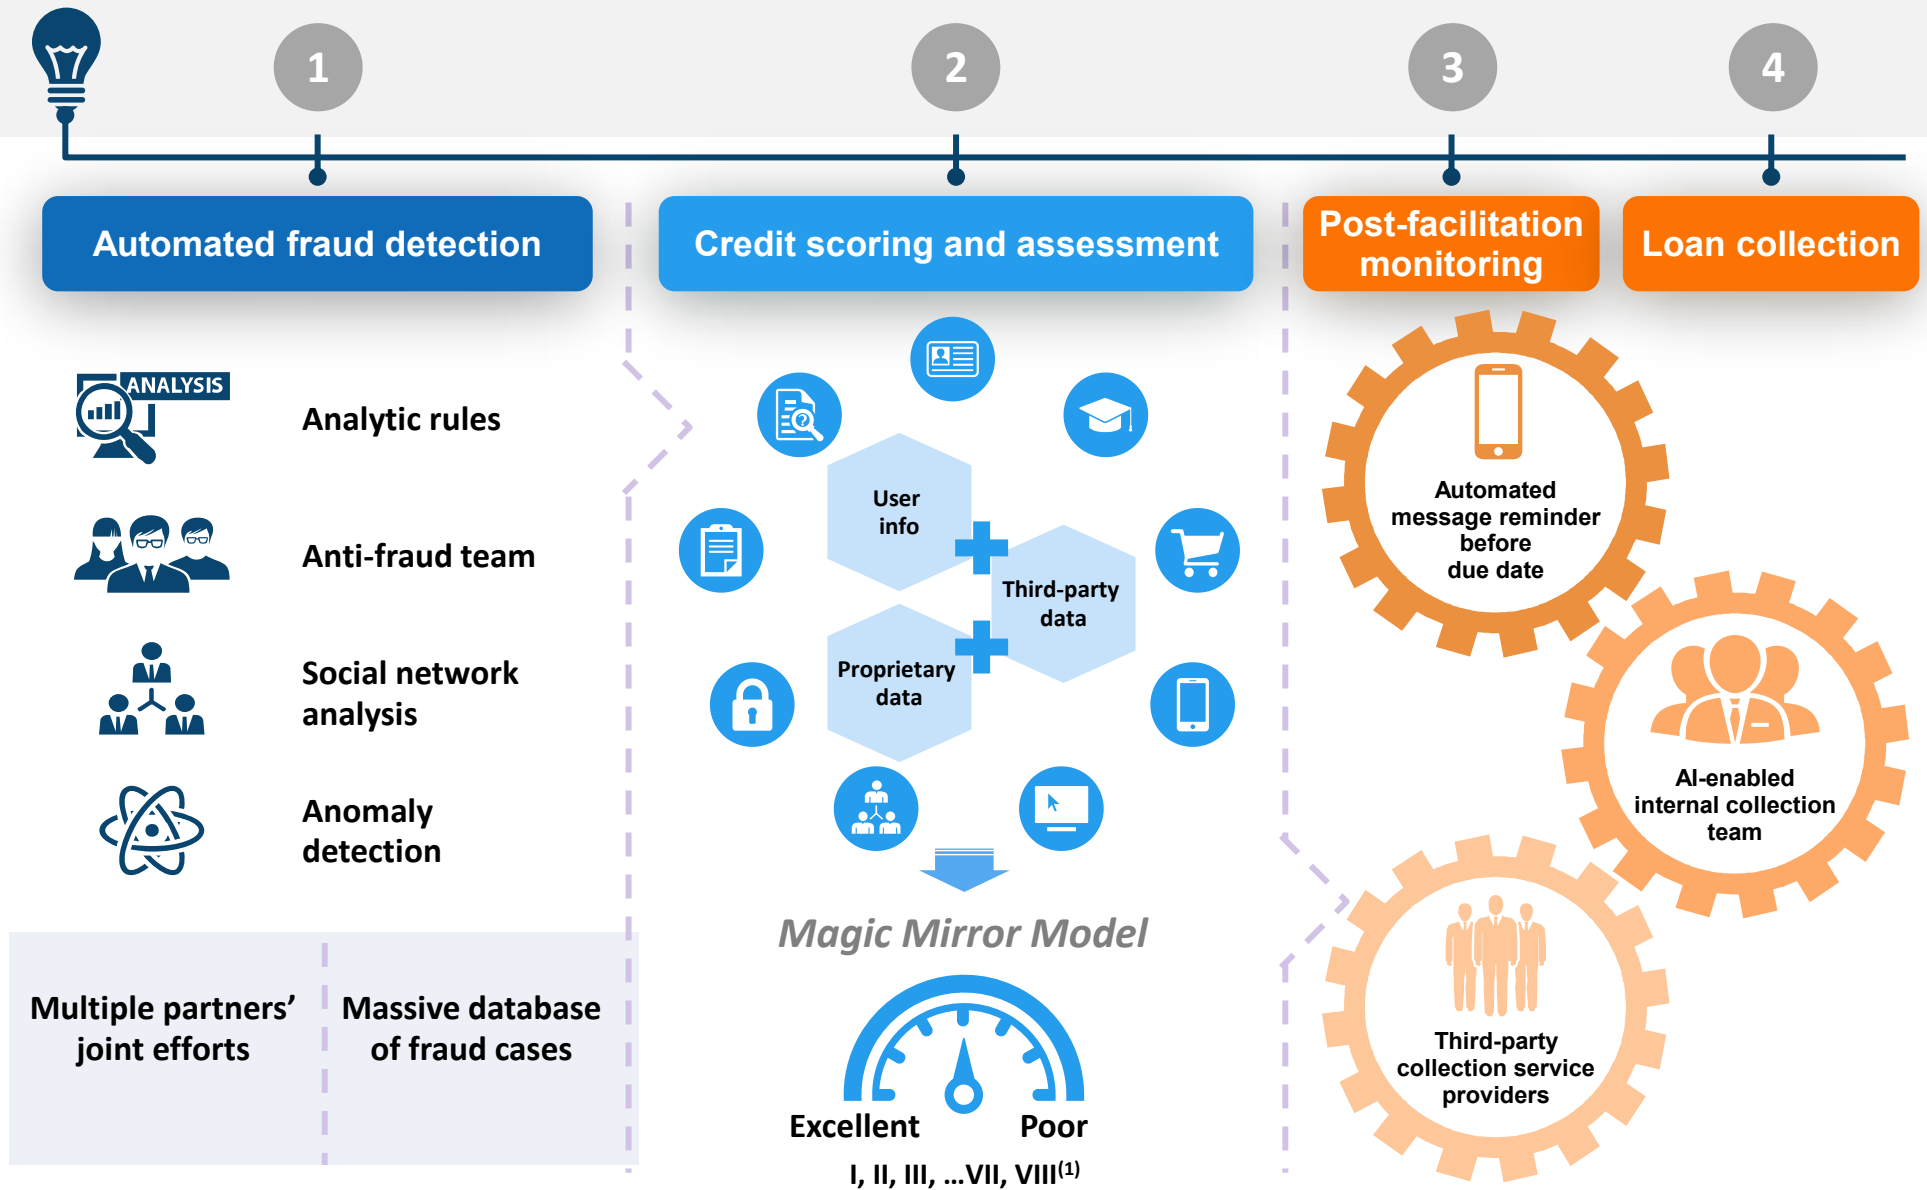 1
2
3
4
Automated fraud detection
Credit scoring and assessment
Post-facilitation
monitoring
Loan collection
ANALYSIS
Analytic rules
Anti-fraud team
Social network
analysis
Anomaly
detection
Multiple partners’
joint efforts
Massive database
of fraud cases
?
User
info
Third-party
data
Proprietary
data
Magic Mirror Model
Excellent
Poor
I, II, III, ...VII, VIII(1)
Automated
message reminder
before
due date
AI-enabled
internal collection
team
Third-party
collection service
providers